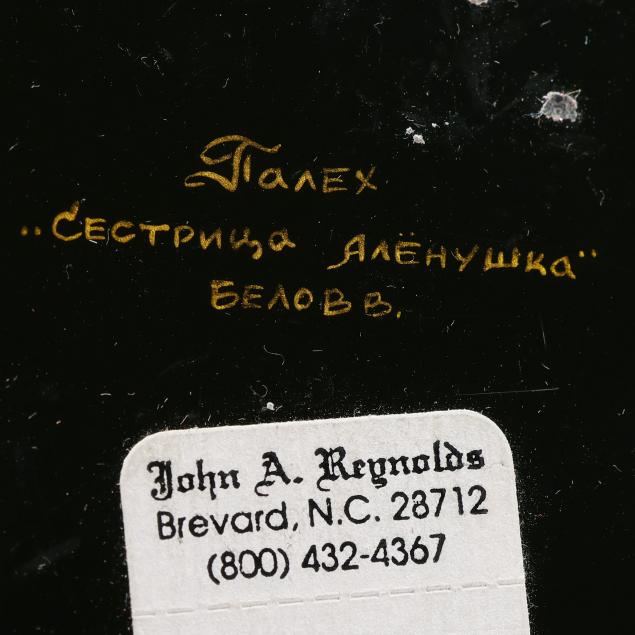 Палех
"Сестрица Алёнушка"
Белов В.
John A. Reynolds
Brevard, N.C. 28712
(800) 432-4367